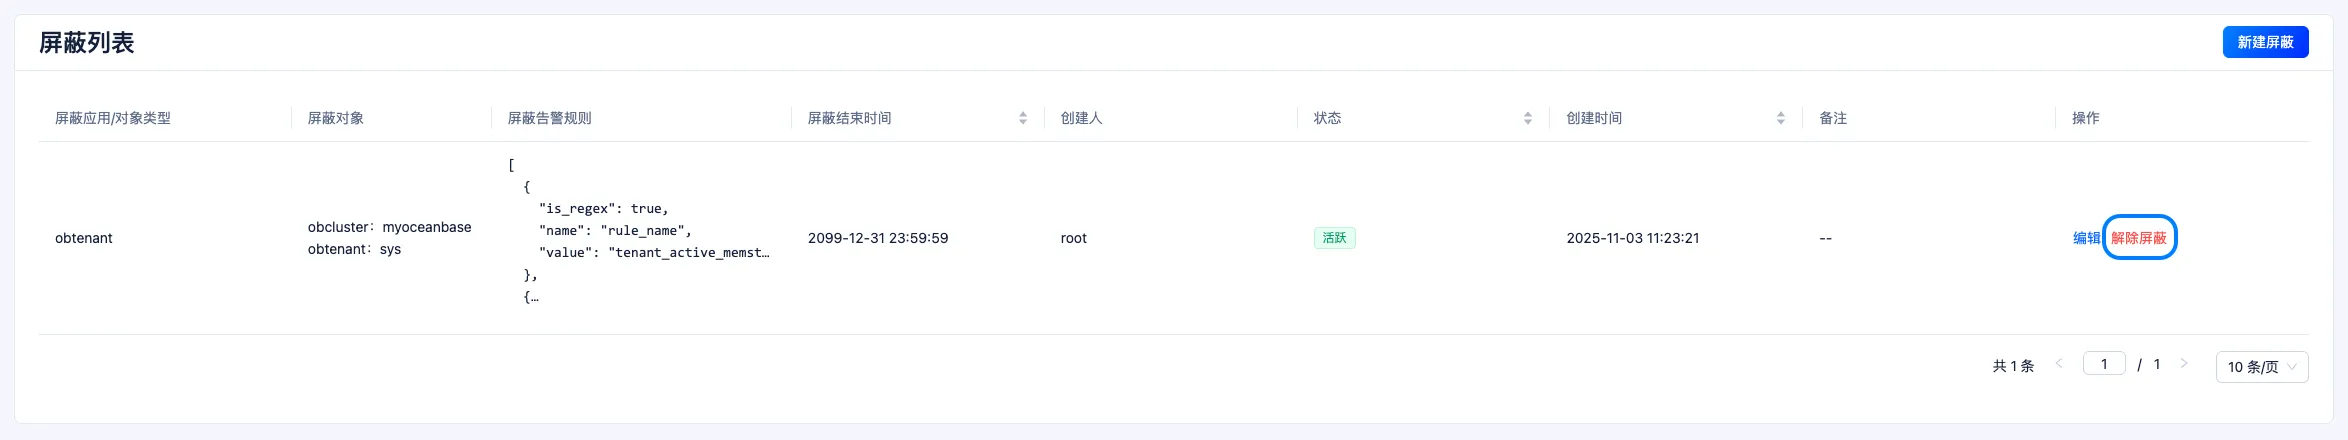 屏蔽列表
新建屏蔽
屏蔽应用/对象类型
屏蔽对象
屏蔽告警规则
屏蔽结束时间
创建人
状态
创建时间
备注
操作
obtenant
obcluster：myoceanbase
obtenant：sys
[
{
"is_regex": true,
"name": "rule_name",
"value": "tenant_active_memst…
},
{…
2099-12-31 23:59:59
root
活跃
2025-11-03 11:23:21
--
编辑 解除屏蔽
共 1 条 < 1 / 1 > 10 条/页